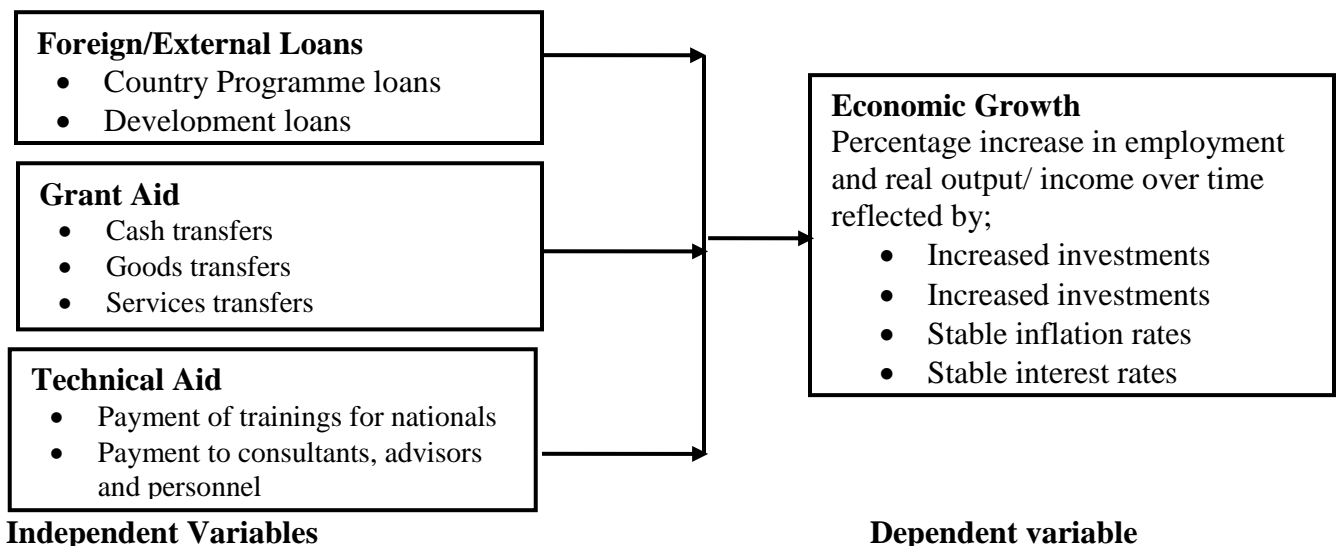 Foreign/External Loans
• Country Programme loans
• Development loans
Grant Aid
• Cash transfers
• Goods transfers
• Services transfers
Technical Aid
• Payment of trainings for nationals
• Payment to consultants, advisors
and personnel
Independent Variables
Economic Growth
Percentage increase in employment
and real output/ income over time
reflected by;
• Increased investments
• Increased investments
• Stable inflation rates
• Stable interest rates
Dependent variable